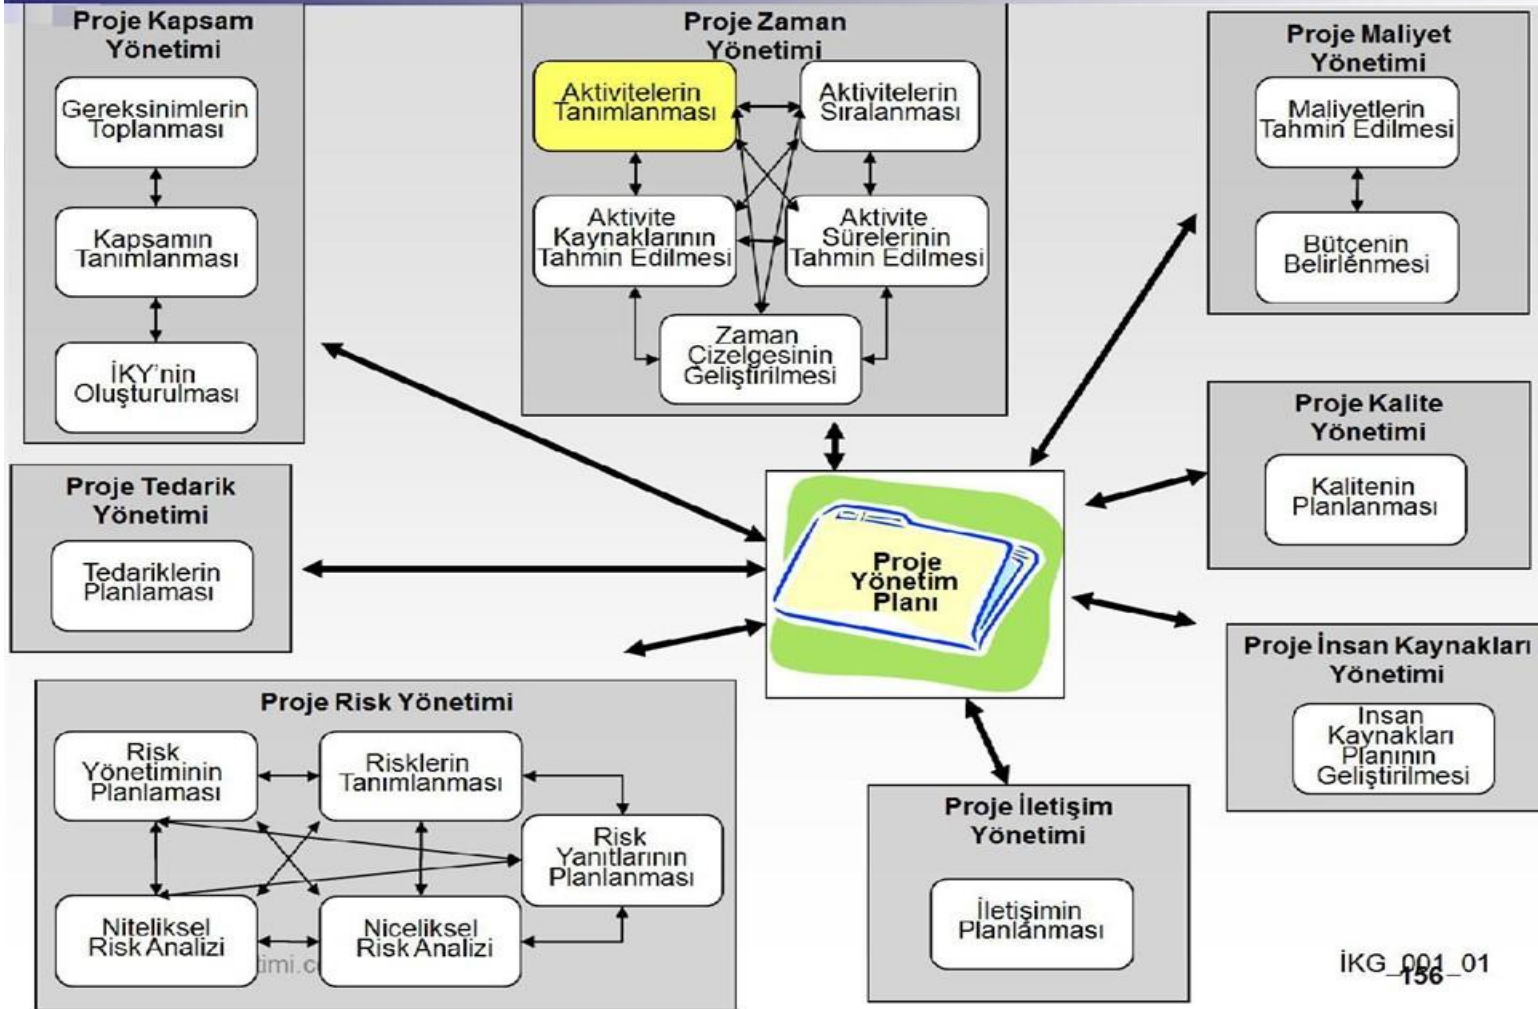 Proje Kapsam
Yönetimi
Gereksinimlerin
Toplanması
Kapsamın
Tanımlanması
İKY'nin
Oluşturulması
Proje Zaman
Yönetimi
Aktivitelerin
Tanımlanması
Aktivitelerin
Sıralanması
Aktivite
Kaynaklarının
Tahmin Edilmesi
Aktivite
Sürelerinin
Tahmin Edilmesi
Zaman
Çizelgesinin
Geliştirilmesi
Proje Maliyet
Yönetimi
Maliyetlerin
Tahmin Edilmesi
Bütçenin
Belirlenmesi
Proje Kalite
Yönetimi
Kalitenin
Planlanması
Proje Tedarik
Yönetimi
Tedariklerin
Planlaması
Proje
Yönetim
Planı
Proje İnsan Kaynakları
Yönetimi
Insan
Kaynakları
Planının
Geliştirilmesi
Proje Risk Yönetimi
Risk
Yönetiminin
Planlaması
Risklerin
Tanımlanması
Risk
Yanıtlarının
Planlanması
Niteliksel
Risk Analizi
Niceliksel
Risk Analizi
Proje İletişim
Yönetimi
İletişimin
Planlanması
İKG_001_01
156